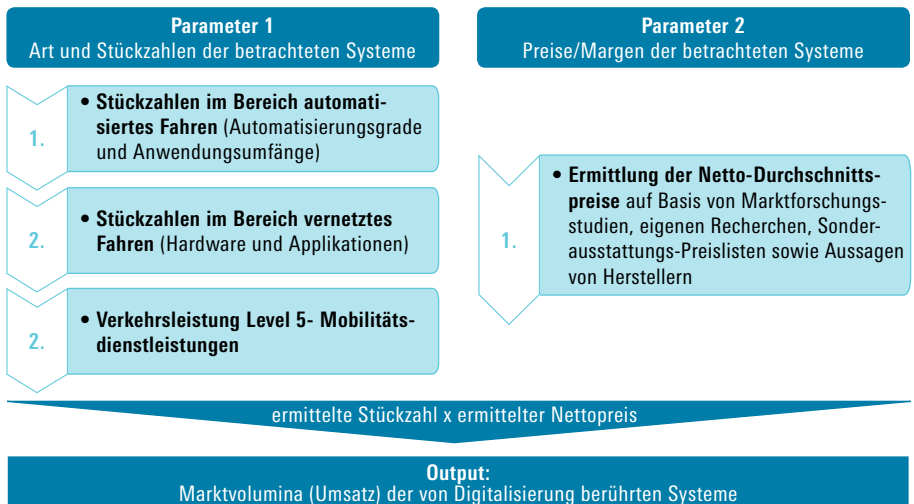 Parameter 1
Art und Stückzahlen der betrachteten Systeme
1.
• Stückzahlen im Bereich automati-
siertes Fahren (Automatisierungsgrade
und Anwendungsumfänge)
2.
• Stückzahlen im Bereich vernetztes
Fahren (Hardware und Applikationen)
2.
• Verkehrsleistung Level 5- Mobilitäts-
dienstleistungen
Parameter 2
Preise/Margen der betrachteten Systeme
1.
• Ermittlung der Netto-Durchschnitts-
preise auf Basis von Marktforschungs-
studien, eigenen Recherchen, Sonder-
ausstattungs-Preislisten sowie Aussagen
von Herstellern
ermittelte Stückzahl x ermittelter Nettopreis
Output:
Marktvolumina (Umsatz) der von Digitalisierung berührten Systeme